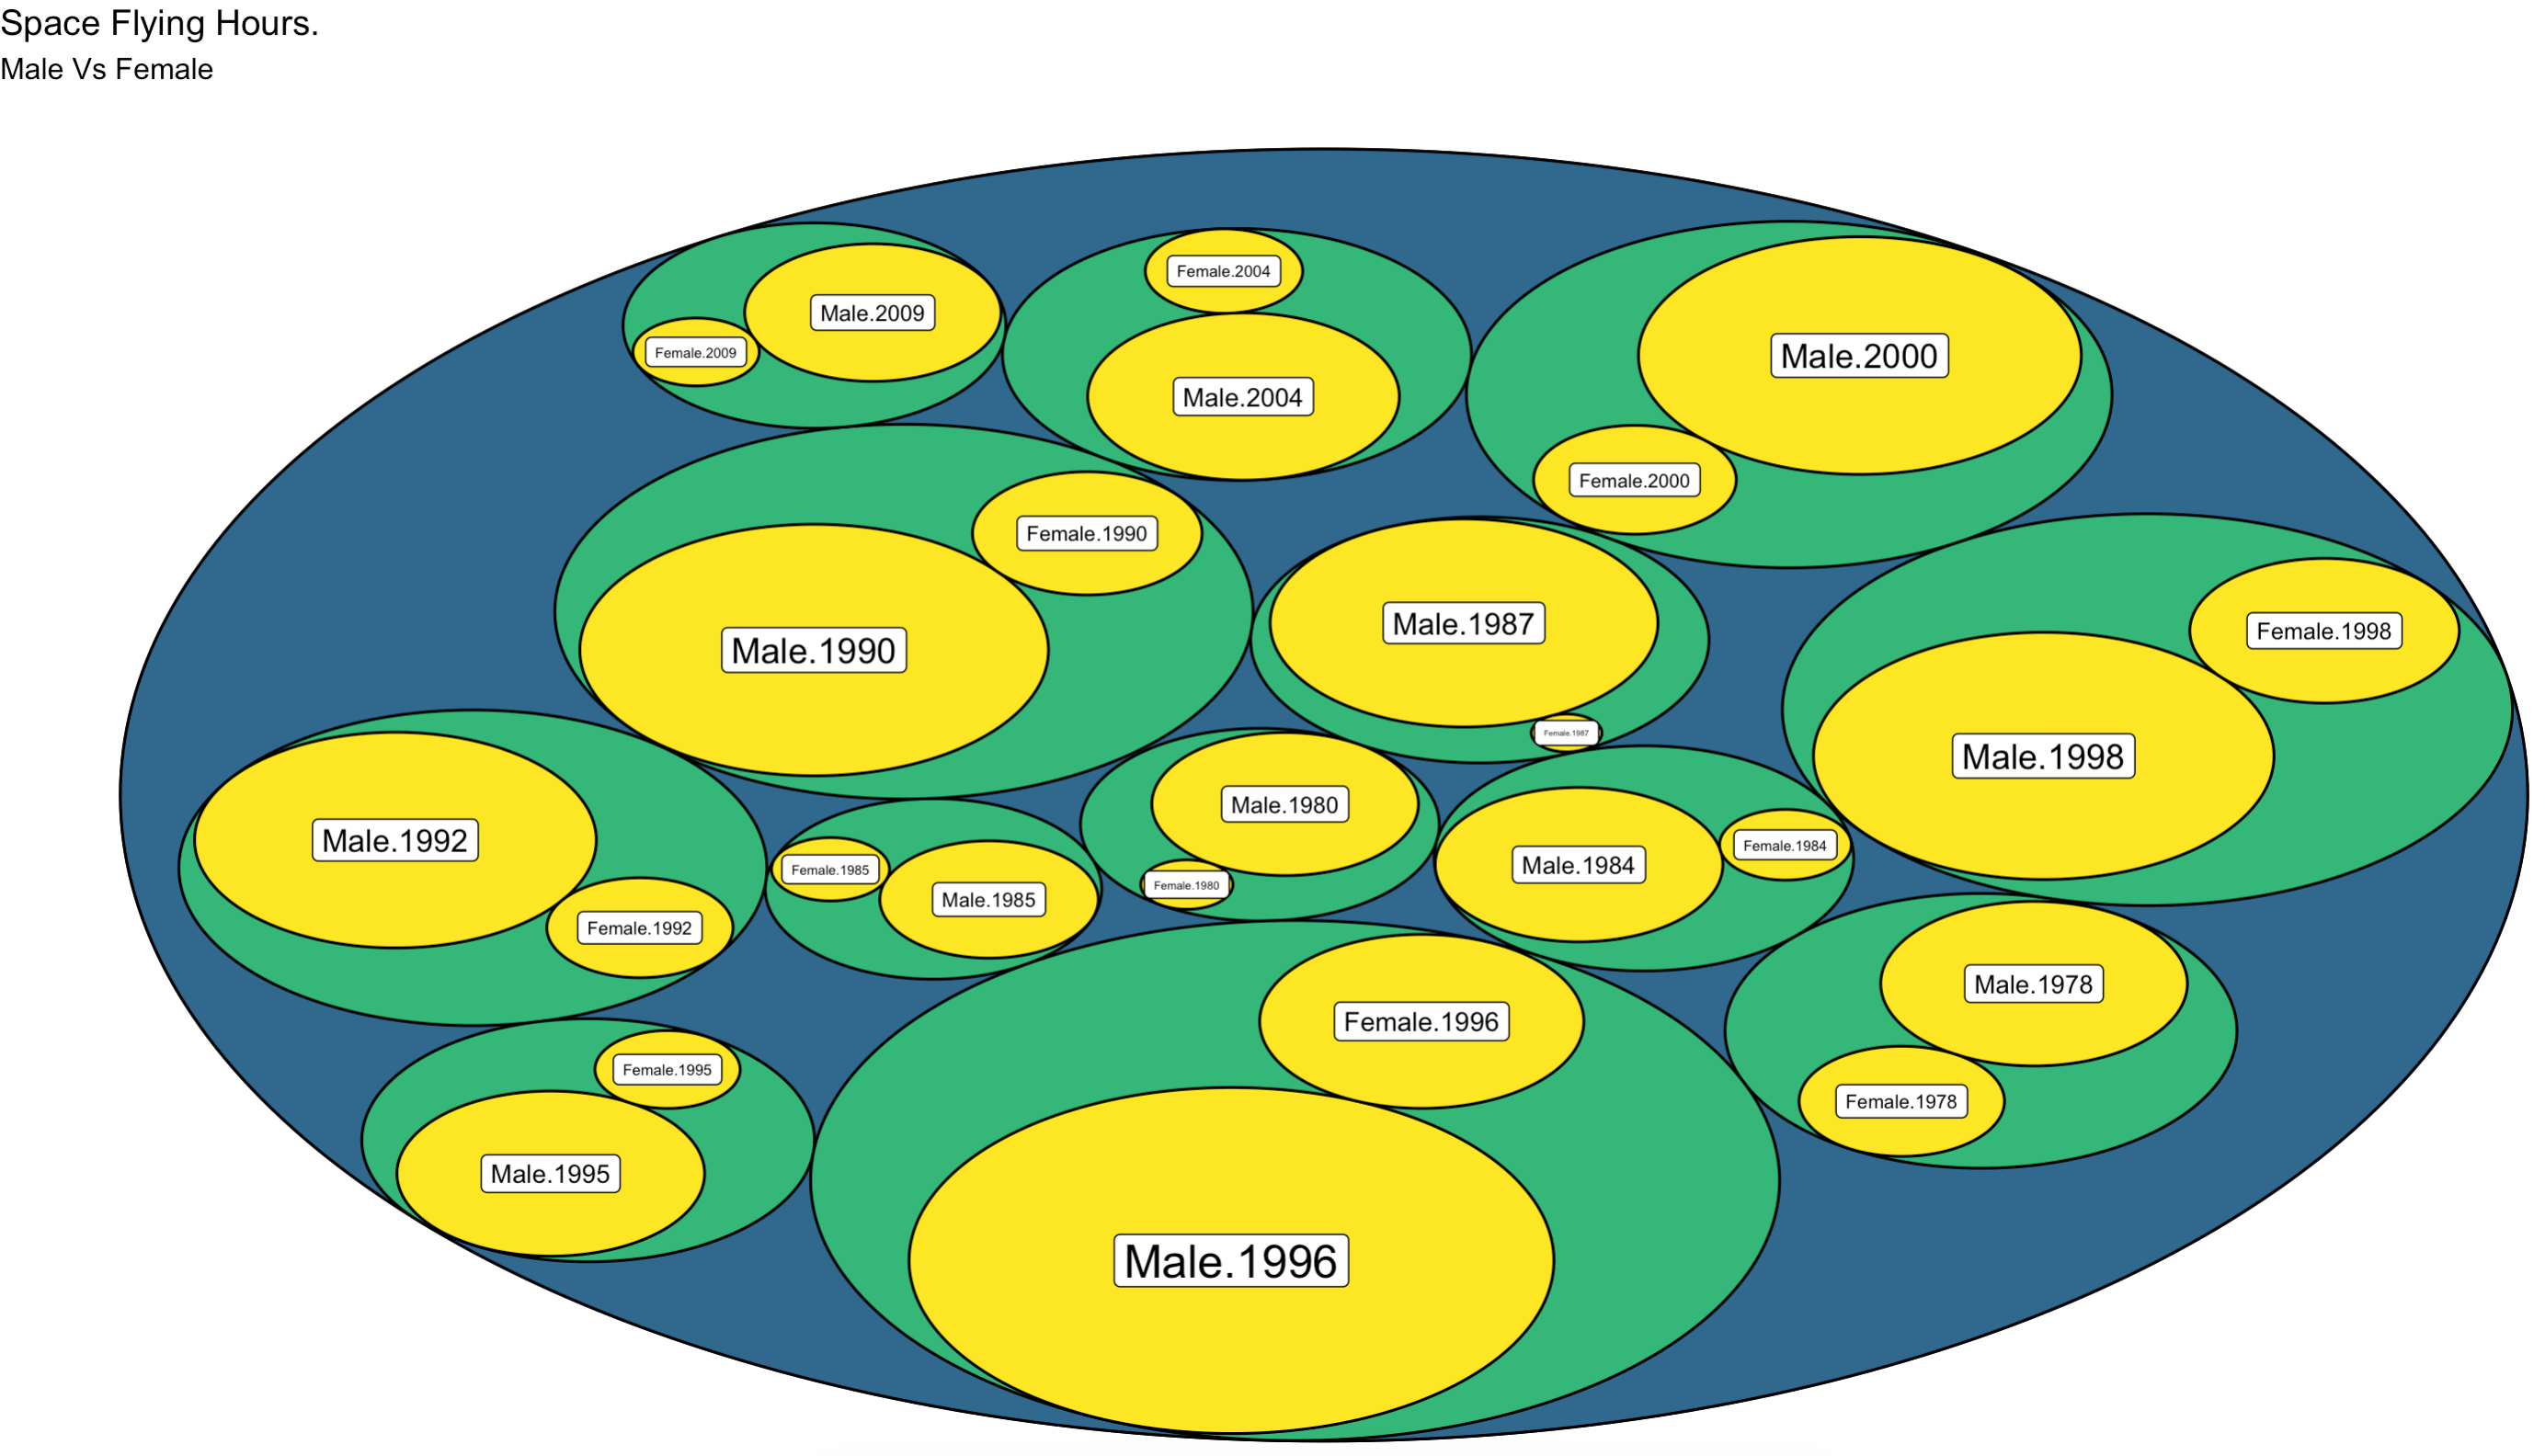 Space Flying Hours.
Male Vs Female
Female.2004
Male.2009
Female.2009
Male.2000
Male.2004
Female.2000
Female.1990
Male.1987
Female.1998
Male.1990
Female.1987
Male.1998
Male.1980
Male.1992
Female.1984
Male.1984
Female.1985
Female.1980
Male.1985
Female.1992
Male.1978
Female.1996
Female.1995
Female.1978
Male.1995
Male.1996